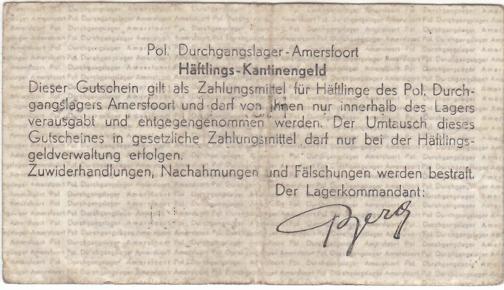 Pol. Durchgangslager-Amersfoort
Häftlings-Kantinengeld
Dieser Gutschein gilt als Zahlungsmittel für Häftlinge des Pol. Durch-
gangslagers Amersfoort und darf von ihnen nur innerhalb des Lagers
verausgabt und entgegengenommen werden. Der Umtausch dieses
Gutscheines in gesetzliche Zahlungsmittel darf nur bei der Häftlings-
geldverwaltung erfolgen.
Zuwiderhandlungen, Nachahmungen und Fälschungen werden bestraft.
Der Lagerkommandant:
Berg